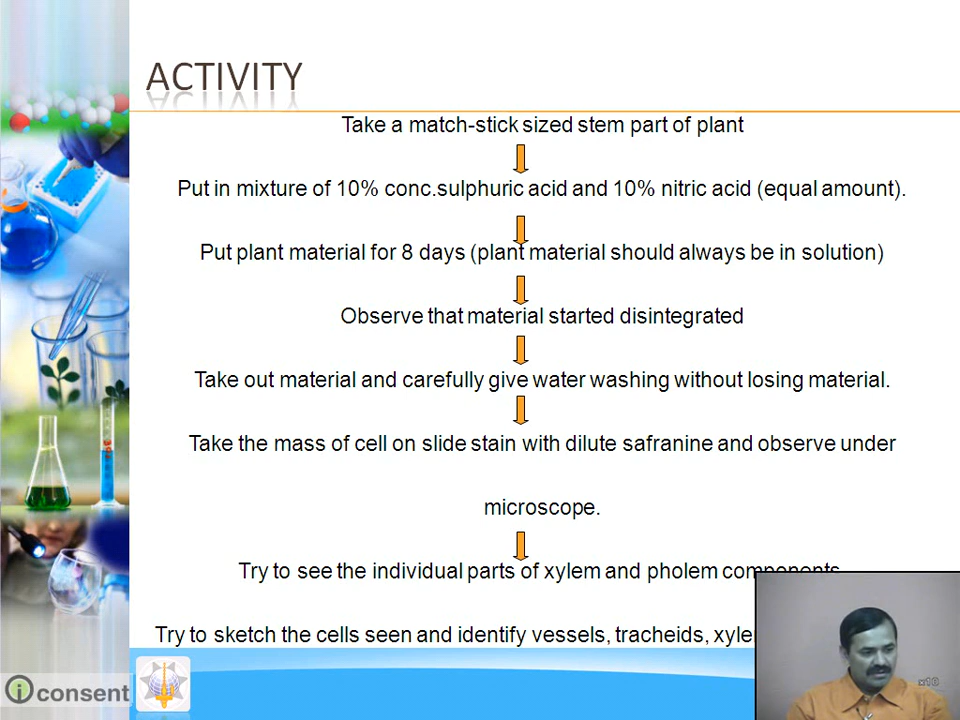 ACTIVITY
Take a match-stick sized stem part of plant
Put in mixture of 10% conc.sulphuric acid and 10% nitric acid (equal amount).
Put plant material for 8 days (plant material should always be in solution)
Observe that material started disintegrated
Take out material and carefully give water washing without losing material.
Take the mass of cell on slide stain with dilute safranine and observe under
microscope.
Try to see the individual parts of xylem and pholem components
Try to sketch the cells seen and identify vessels, tracheids,
i consent
x10